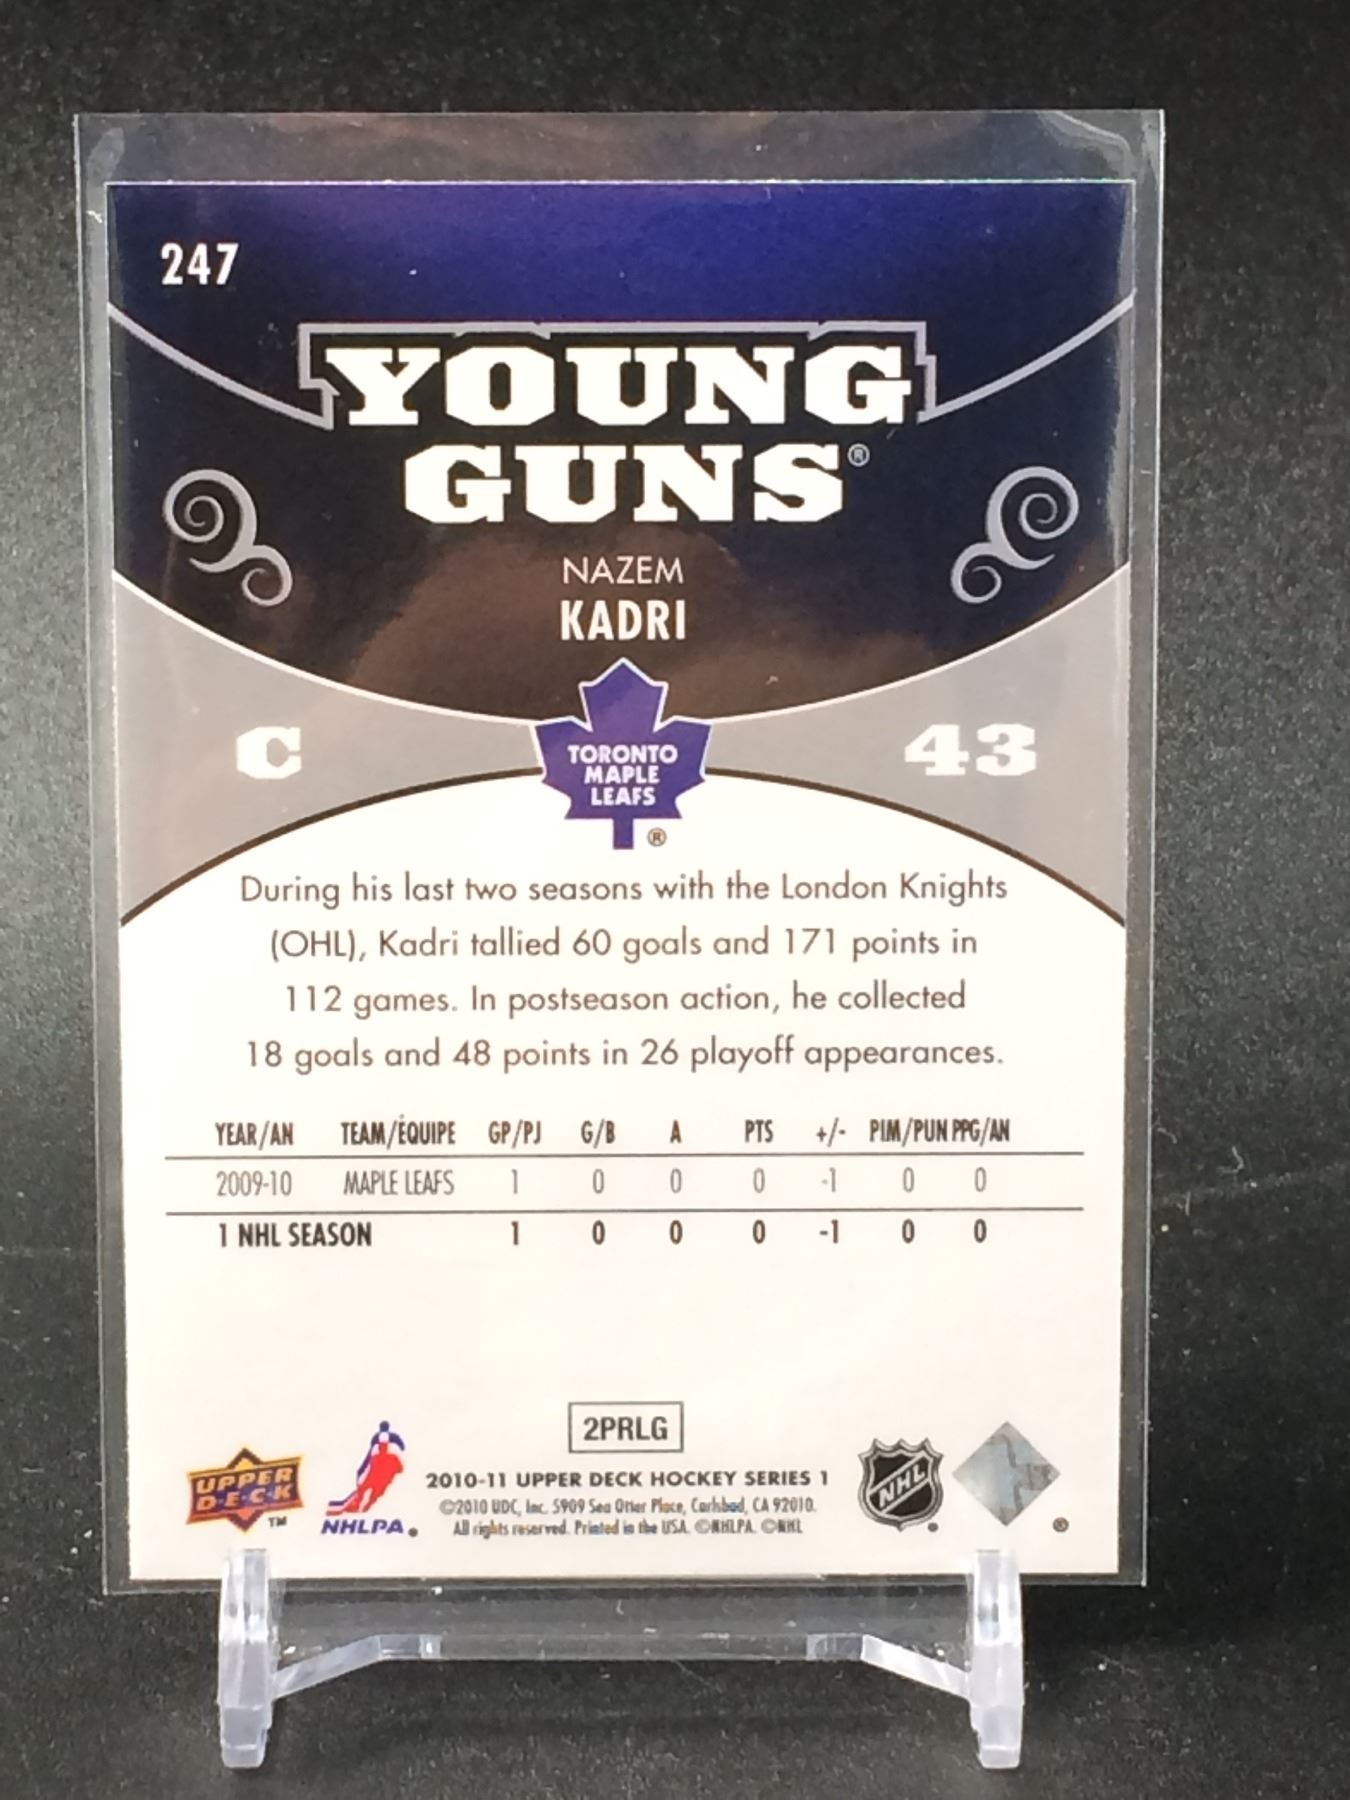 247
YOUNG
GUNS®
NAZEM
KADRI
C
43
TORONTO
MAPLE
LEAFS
®
During his last two seasons with the London Knights
(OHL), Kadri tallied 60 goals and 171 points in
112 games. In postseason action, he collected
18 goals and 48 points in 26 playoff appearances.
YEAR/AN TEAM/ÉQUIPE GP/PJ G/B A PTS +/- PIM/PUN PPG/AN
2009-10 MAPLE LEAFS 1 0 0 0 -1 0 0
1 NHL SEASON 1 0 0 0 -1 0 0
2PRLG
UPPER
D·E·C·K
TM
NHLPA
2010-11 UPPER DECK HOCKEY SERIES 1
©2010 UDC, Inc. 5909 Sea Otter Place, Carlsbad, CA 92010.
All rights reserved. Printed in the USA. ©NHLPA. ©NHL
NHL